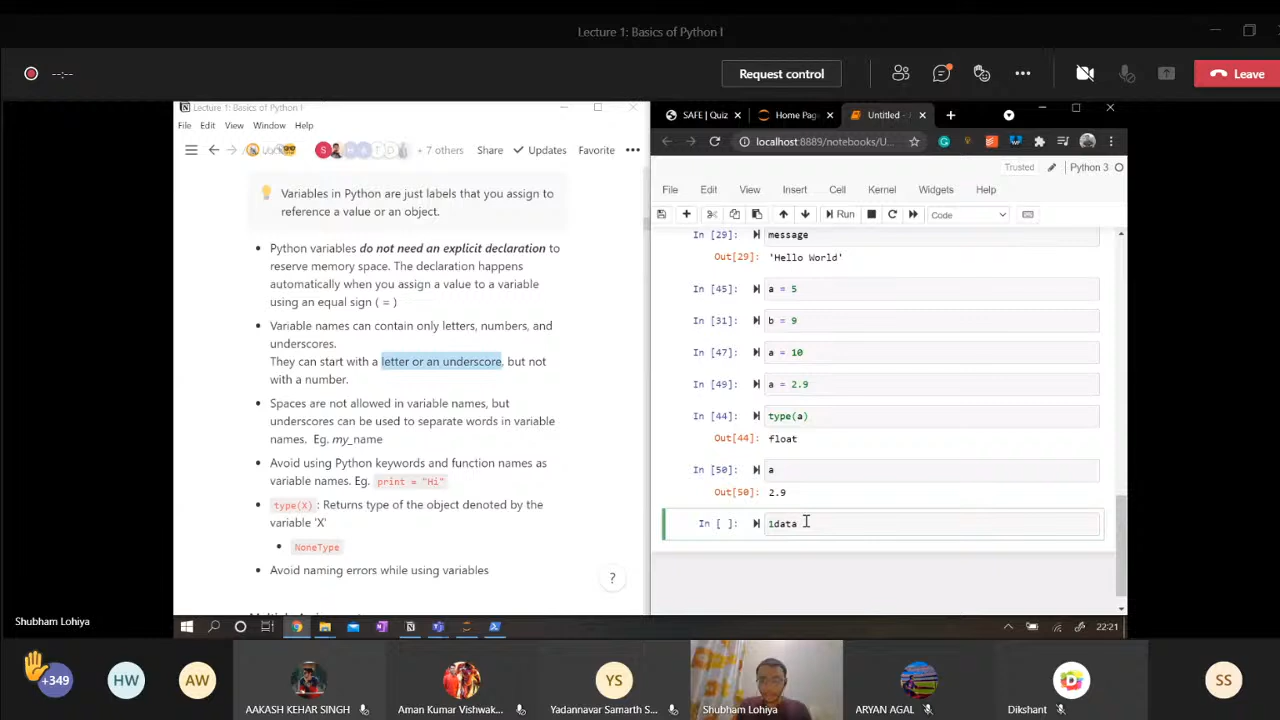 Lecture 1: Basics of Python I
--:--
Request control
Leave
Lecture 1: Basics of Python I
File Edit View Window Help
S
+ 7 others
Share
Updates
Favorite
Variables in Python are just labels that you assign to
reference a value or an object.
Python variables do not need an explicit declaration to
reserve memory space. The declaration happens
automatically when you assign a value to a variable
using an equal sign ( = )
Variable names can contain only letters, numbers, and
underscores.
They can start with a letter or an underscore, but not
with a number.
Spaces are not allowed in variable names, but
underscores can be used to separate words in variable
names. Eg. my_name
Avoid using Python keywords and function names as
variable names. Eg. print = "Hi"
type(X) : Returns type of the object denoted by the
variable 'X'
NoneType
Avoid naming errors while using variables
?
SAFE | Quiz
Home Page
Untitled -
localhost:8889/notebooks/U...
Trusted
Python 3
File Edit View Insert Cell Kernel Widgets Help
Run
Code
In [29]: message
Out[29]: 'Hello World'
In [45]: a = 5
In [31]: b = 9
In [47]: a = 10
In [49]: a = 2.9
In [44]: type(a)
Out[44]: float
In [50]: a
Out[50]: 2.9
In [ ]: 1data
22:21
Shubham Lohiya
+349
HW
AW
AAKASH KEHAR SINGH
Aman Kumar Vishwak...
YS
Yadannavar Samarth S...
Shubham Lohiya
ARYAN AGAL
Dikshant
SS